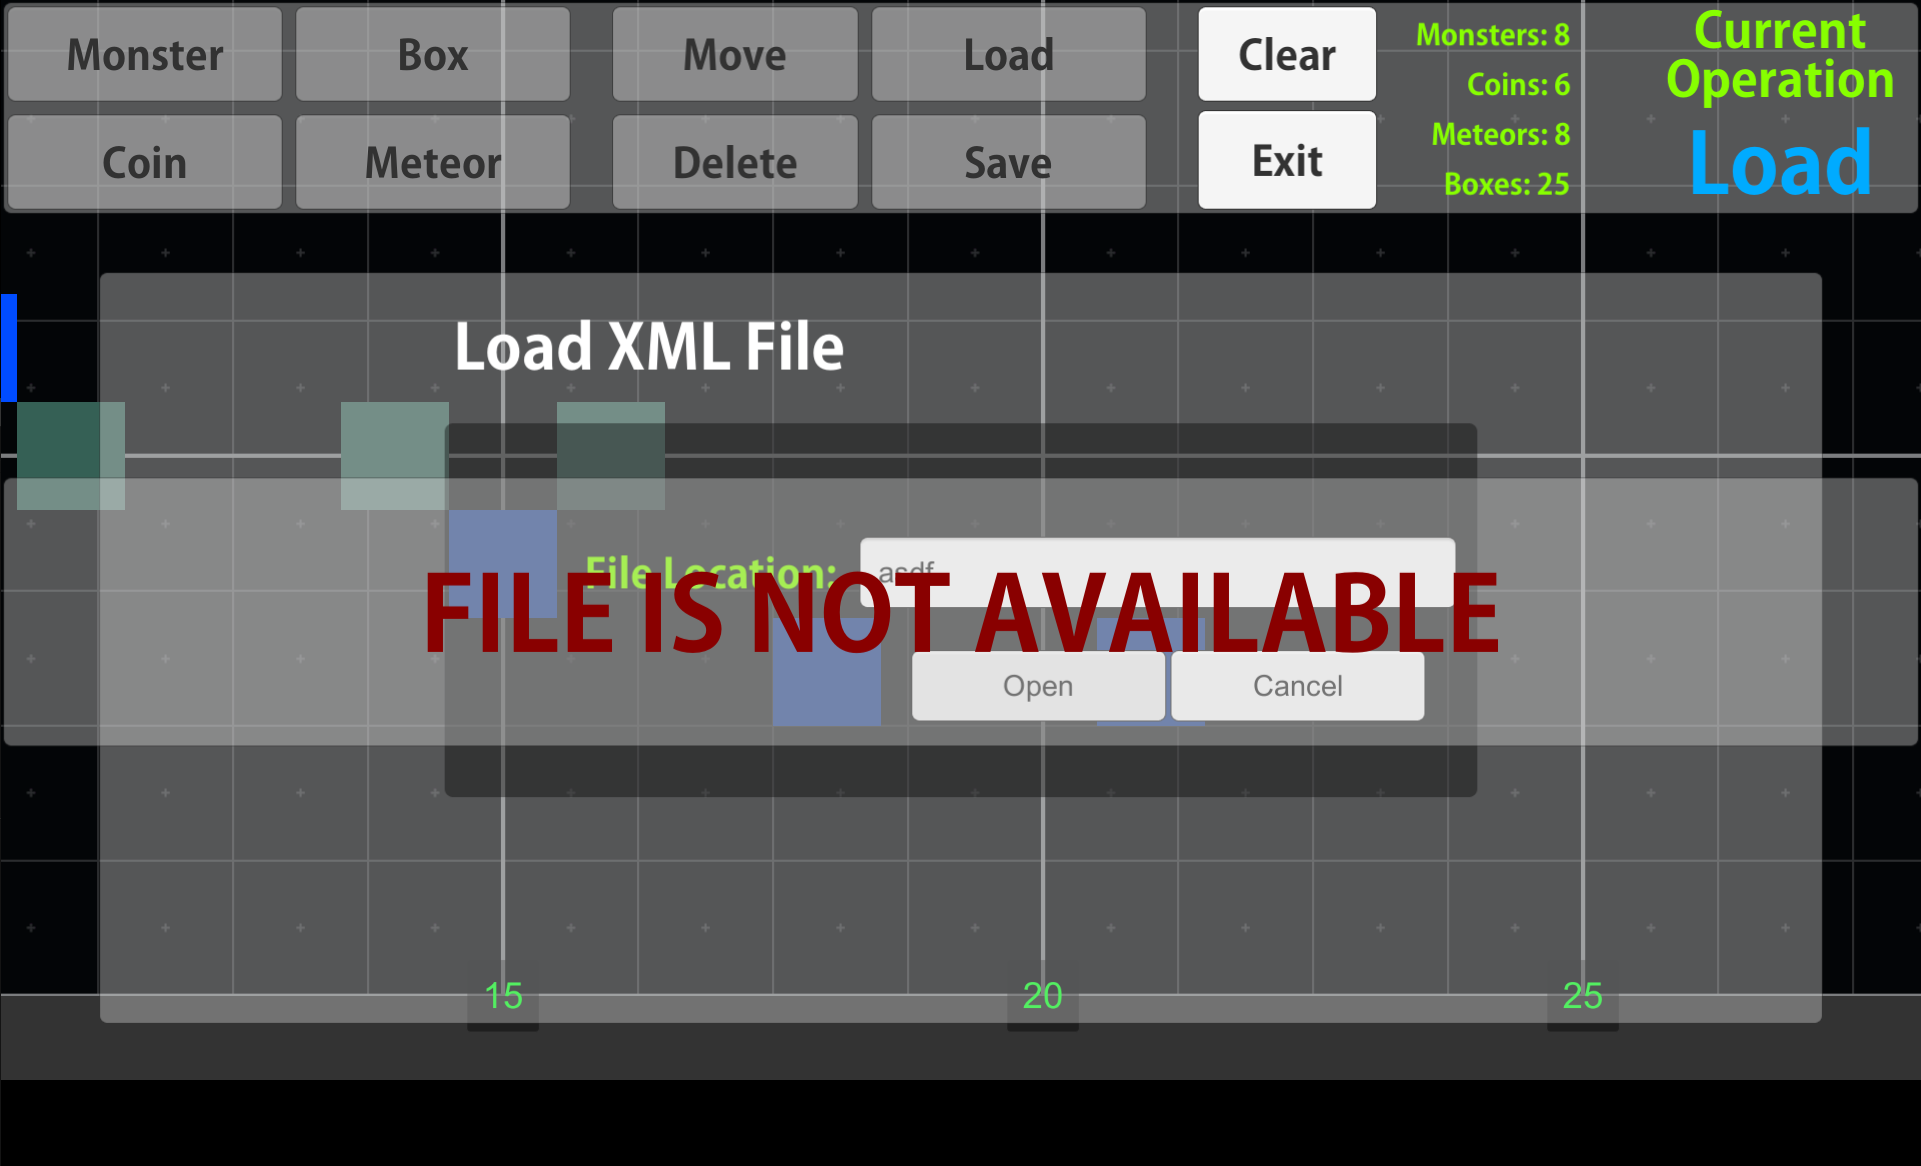 Monster
Box
Move
Load
Clear
Monsters: 8
Coins: 6
Current
Operation
Coin
Meteor
Delete
Save
Exit
Meteors: 8
Boxes: 25
Load
Load XML File
File Location:
asdf
FILE IS NOT AVAILABLE
Open
Cancel
15
20
25